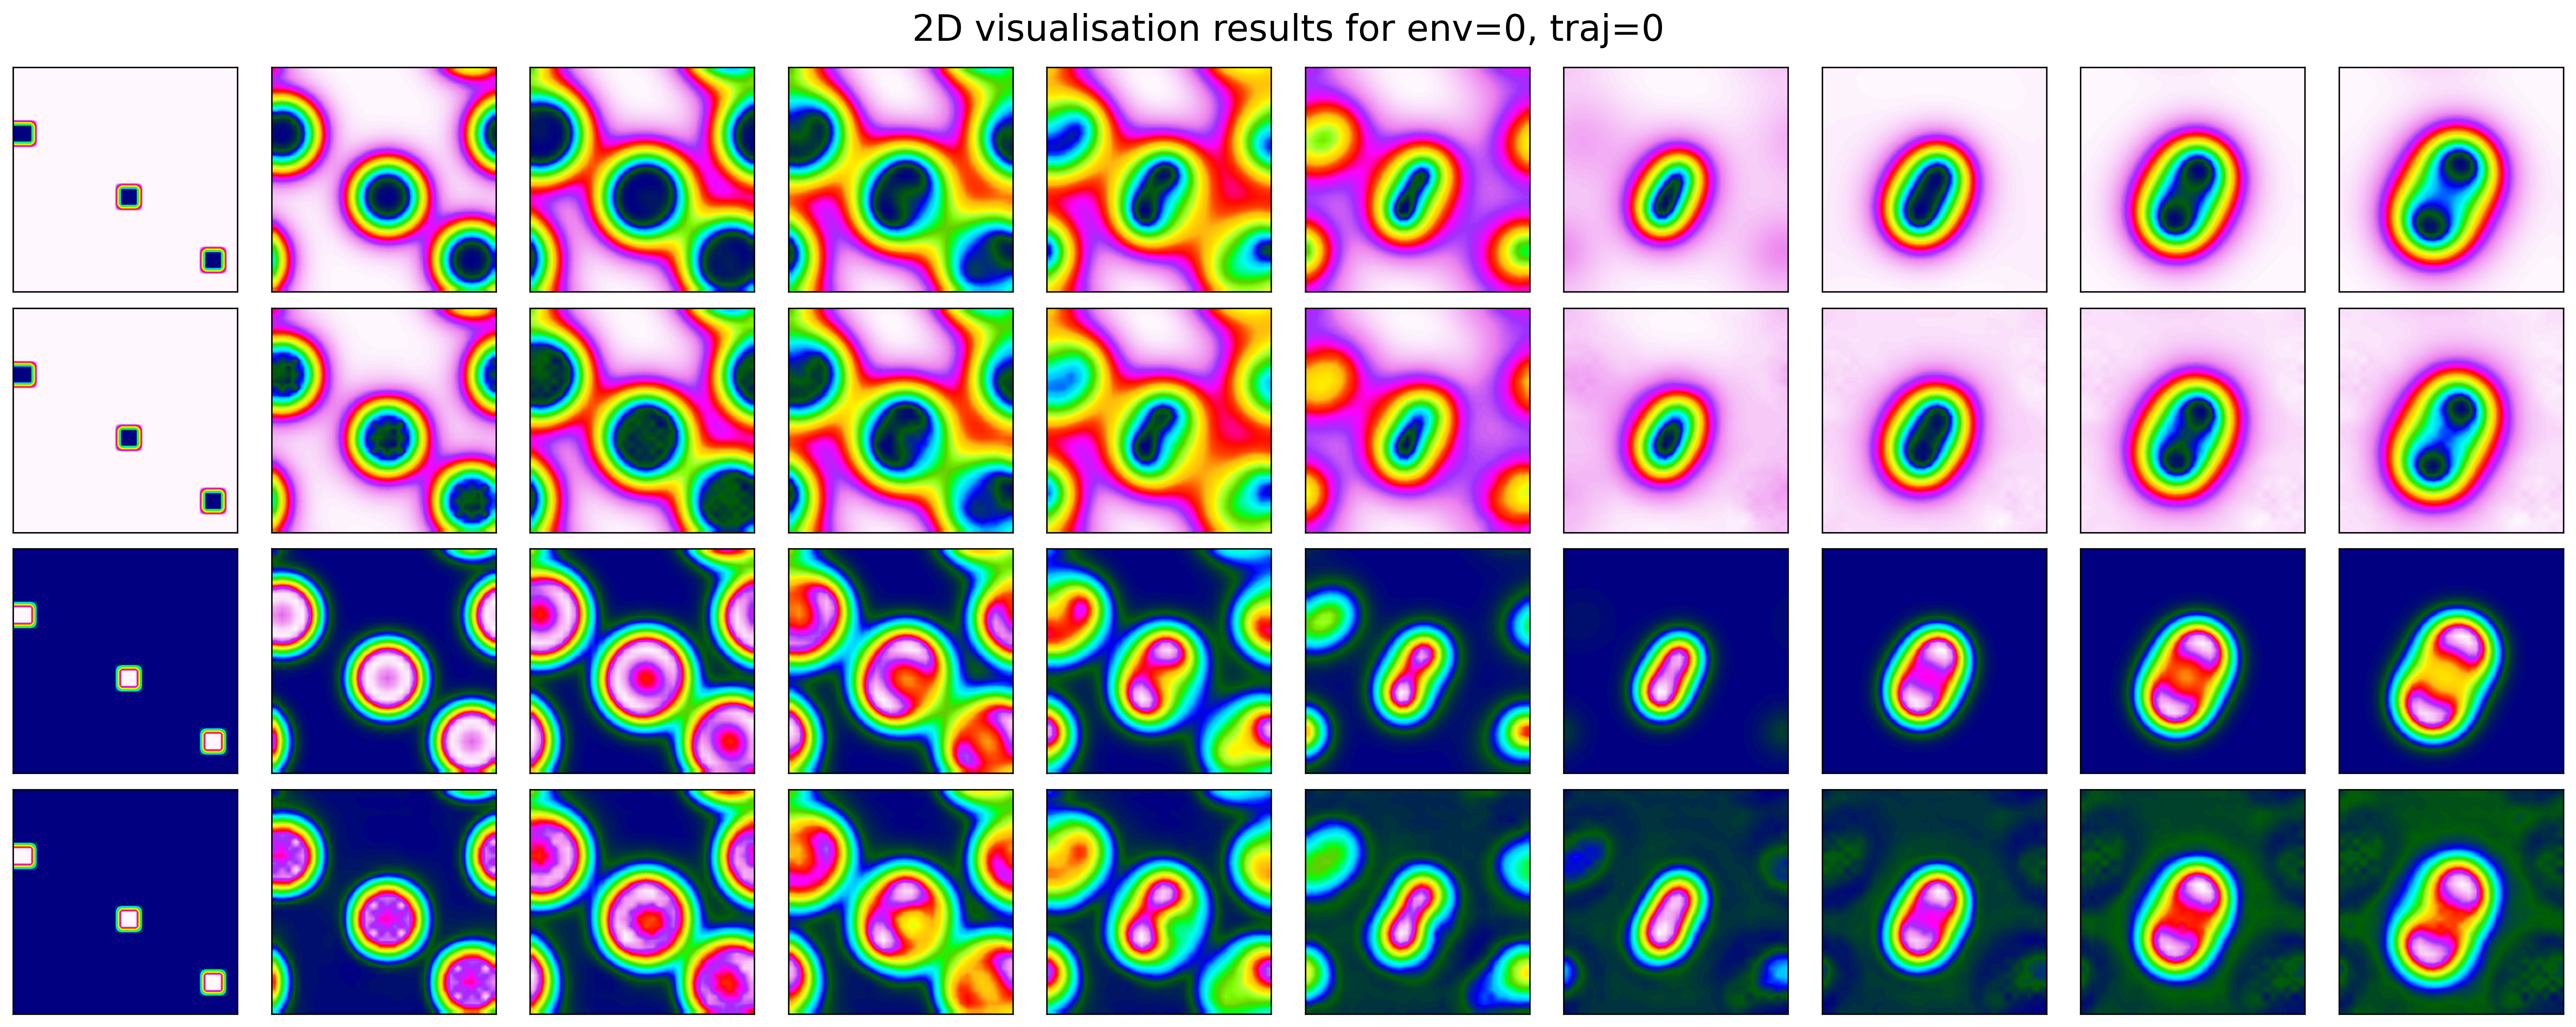 2D visualisation results for env=0, traj=0